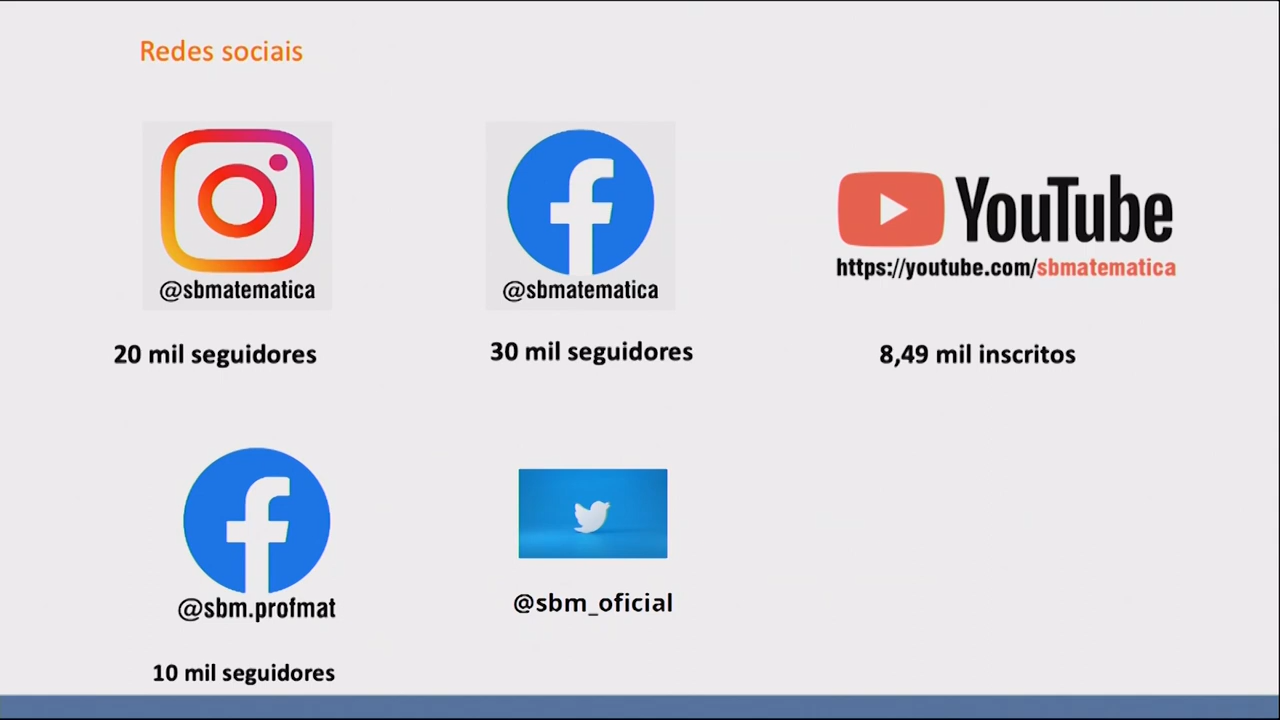 Redes sociais
@sbmatematica
20 mil seguidores
@sbmatematica
30 mil seguidores
YouTube
https://youtube.com/sbmatematica
8,49 mil inscritos
@sbm.profmat
10 mil seguidores
@sbm_oficial